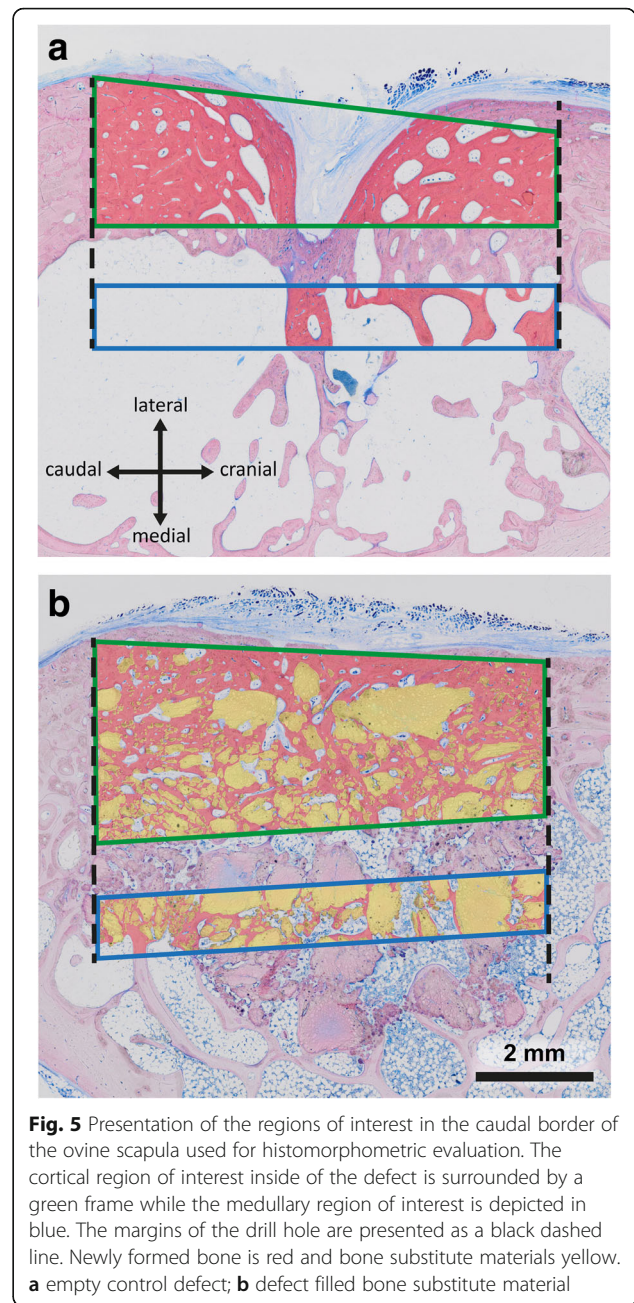 a
lateral
caudal
cranial
medial
b
2 mm
Fig. 5 Presentation of the regions of interest in the caudal border of
the ovine scapula used for histomorphometric evaluation. The
cortical region of interest inside of the defect is surrounded by a
green frame while the medullary region of interest is depicted in
blue. The margins of the drill hole are presented as a black dashed
line. Newly formed bone is red and bone substitute materials yellow.
a empty control defect; b defect filled bone substitute material